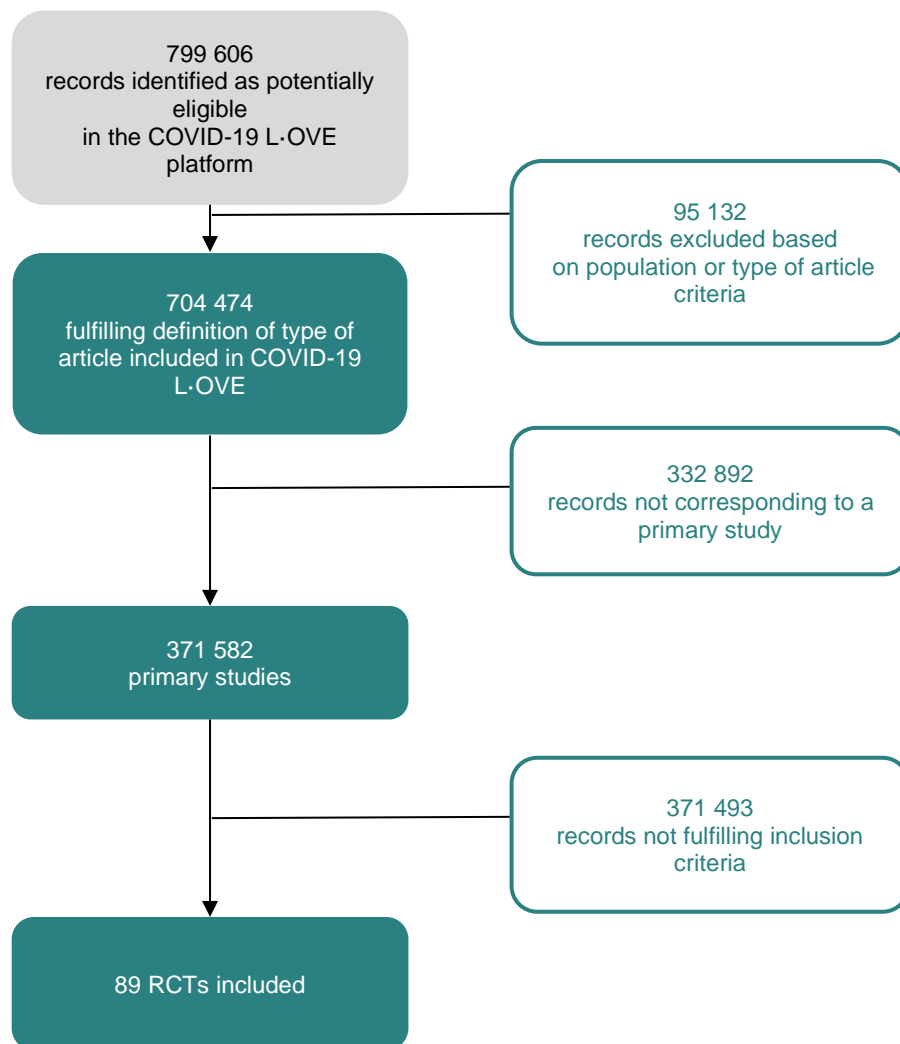 799 606
records identified as potentially
eligible
in the COVID-19 L·OVE
platform
95 132
records excluded based
on population or type of article
criteria
704 474
fulfilling definition of type of
article included in COVID-19
L·OVE
332 892
records not corresponding to a
primary study
371 582
primary studies
371 493
records not fulfilling inclusion
criteria
89 RCTs included